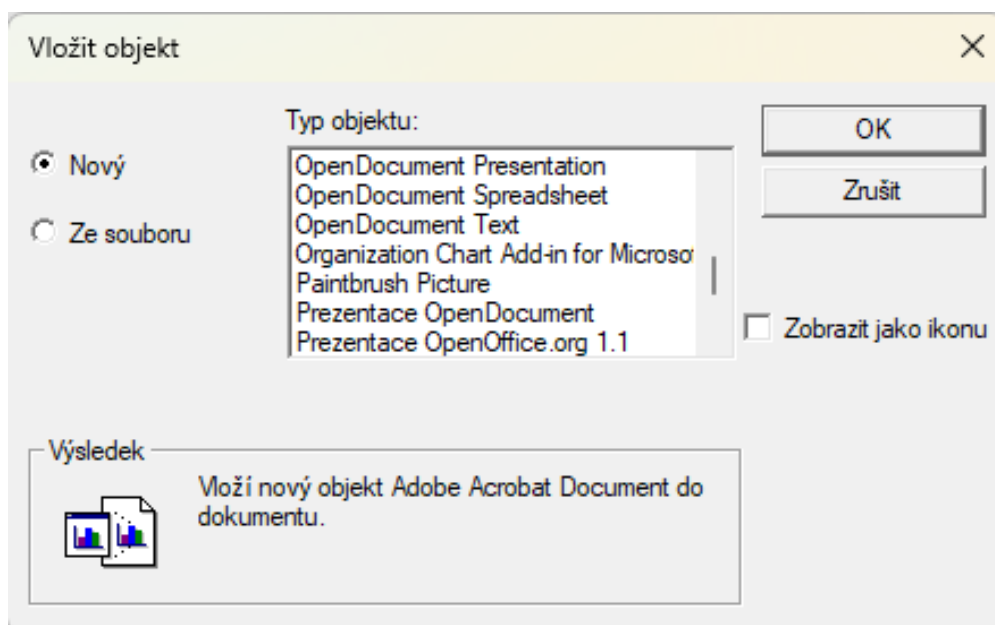 Vložit objekt
Typ objektu:
Nový
Ze souboru
OpenDocument Presentation
OpenDocument Spreadsheet
OpenDocument Text
Organization Chart Add-in for Microsof
Paintbrush Picture
Prezentace OpenDocument
Prezentace OpenOffice.org 1.1
OK
Zrušit
Zobrazit jako ikonu
Výsledek
Vloží nový objekt Adobe Acrobat Document do
dokumentu.